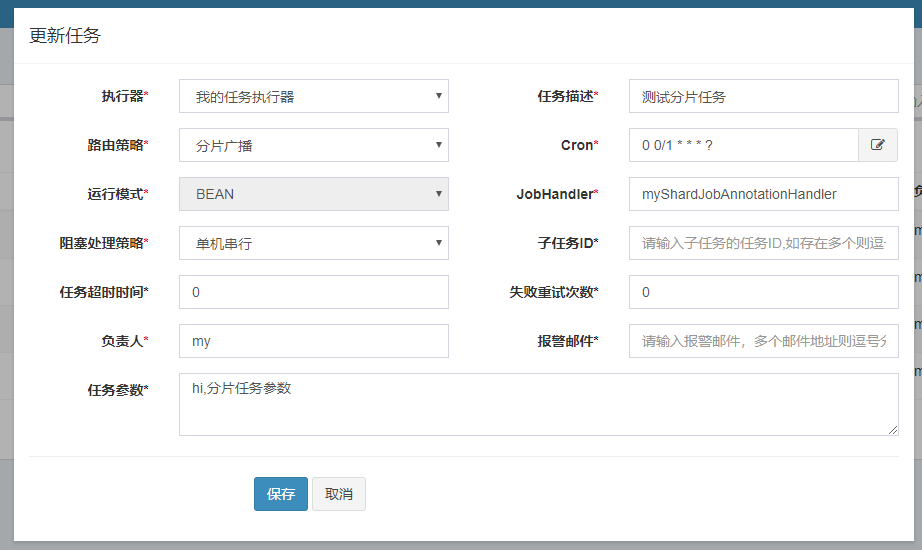 更新任务
执行器* 我的任务执行器 任务描述* 测试分片任务
路由策略* 分片广播 Cron* 0 0/1 * * * ?
运行模式* BEAN JobHandler* myShardJobAnnotationHandler
阻塞处理策略* 单机串行 子任务ID* 请输入子任务的任务ID,如存在多个则逗
任务超时时间* 0 失败重试次数* 0
负责人* my 报警邮件* 请输入报警邮件，多个邮件地址则逗号分
任务参数* hi,分片任务参数
保存 取消